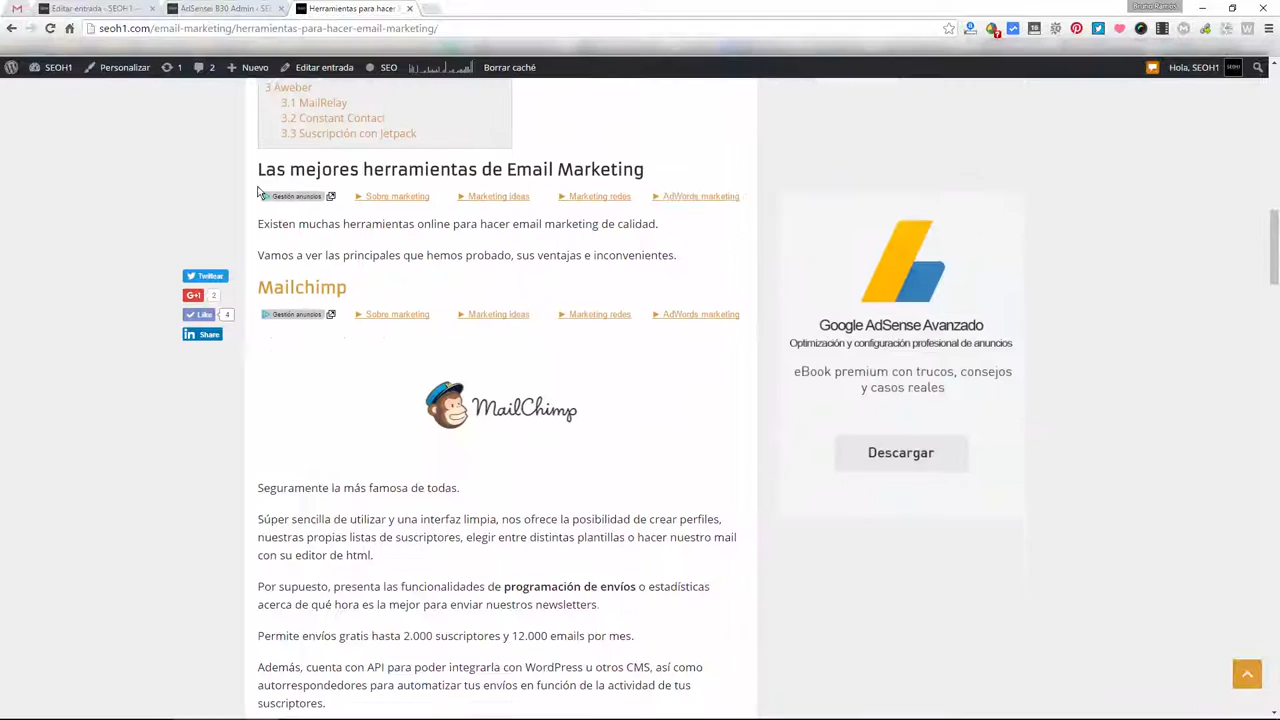 Editar entrada ‹ SEOH1 —
AdSenter B30 Admin ‹ SE
Herramientas para hacer
Bruno Ramos
seoh1.com/email-marketing/herramientas-para-hacer-email-marketing/
SEOH1 Personalizar 1 2 Nuevo Editar entrada SEO Borrar caché Hola, SEOH1
3 Aweber
3.1 MailRelay
3.2 Constant Contact
3.3 Suscripción con Jetpack
Las mejores herramientas de Email Marketing
Gestión anuncios ► Sobre marketing ► Marketing ideas ► Marketing redes ► AdWords marketing
Existen muchas herramientas online para hacer email marketing de calidad.
Vamos a ver las principales que hemos probado, sus ventajas e inconvenientes.
Twittear
G+1 2
Like 4
Share
Mailchimp
Gestión anuncios ► Sobre marketing ► Marketing ideas ► Marketing redes ► AdWords marketing
MailChimp
Seguramente la más famosa de todas.
Súper sencilla de utilizar y una interfaz limpia, nos ofrece la posibilidad de crear perfiles,
nuestras propias listas de suscriptores, elegir entre distintas plantillas o hacer nuestro mail
con su editor de html.
Por supuesto, presenta las funcionalidades de programación de envíos o estadísticas
acerca de qué hora es la mejor para enviar nuestros newsletters.
Permite envíos gratis hasta 2.000 suscriptores y 12.000 emails por mes.
Además, cuenta con API para poder integrarla con WordPress u otros CMS, así como
autorrespondedores para automatizar tus envíos en función de la actividad de tus
suscriptores.
Google AdSense Avanzado
Optimización y configuración profesional de anuncios
eBook premium con trucos, consejos
y casos reales
Descargar